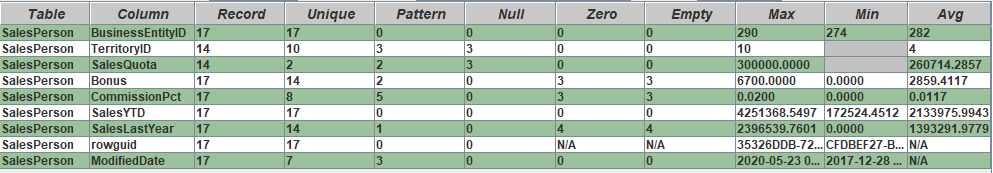 Table Column Record Unique Pattern Null Zero Empty Max Min Avg
SalesPerson BusinessEntityID 17 17 0 0 0 0 290 274 282
SalesPerson TerritoryID 14 10 3 3 0 0 10 4
SalesPerson SalesQuota 14 2 2 3 0 0 300000.0000 260714.2857
SalesPerson Bonus 17 14 2 0 3 3 6700.0000 0.0000 2859.4117
SalesPerson CommissionPct 17 8 5 0 3 3 0.0200 0.0000 0.0117
SalesPerson SalesYTD 17 17 0 0 0 0 4251368.5497 172524.4512 2133975.9943
SalesPerson SalesLastYear 17 14 1 0 4 4 2396539.7601 0.0000 1393291.9779
SalesPerson rowguid 17 17 0 0 N/A N/A 35326DDB-72... CFDBEF27-B... N/A
SalesPerson ModifiedDate 17 7 3 0 0 0 2020-05-23 0... 2017-12-28 ... N/A